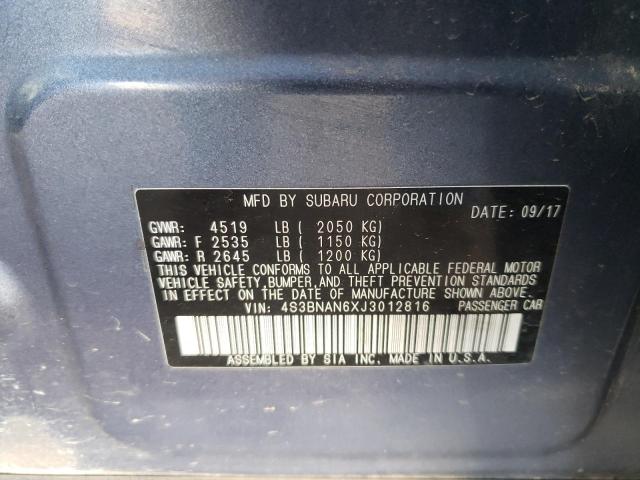 MFD BY SUBARU CORPORATION
DATE: 09/17
GVWR: 4519 LB ( 2050 KG)
GAWR: F 2535 LB ( 1150 KG)
GAWR: R 2645 LB ( 1200 KG)
THIS VEHICLE CONFORMS TO ALL APPLICABLE FEDERAL MOTOR
VEHICLE SAFETY, BUMPER, AND THEFT PREVENTION STANDARDS
IN EFFECT ON THE DATE OF MANUFACTURE SHOWN ABOVE.
VIN: 4S3BNAN6XJ3012816 PASSENGER CAR
ASSEMBLED BY SIA INC. MADE IN U.S.A.